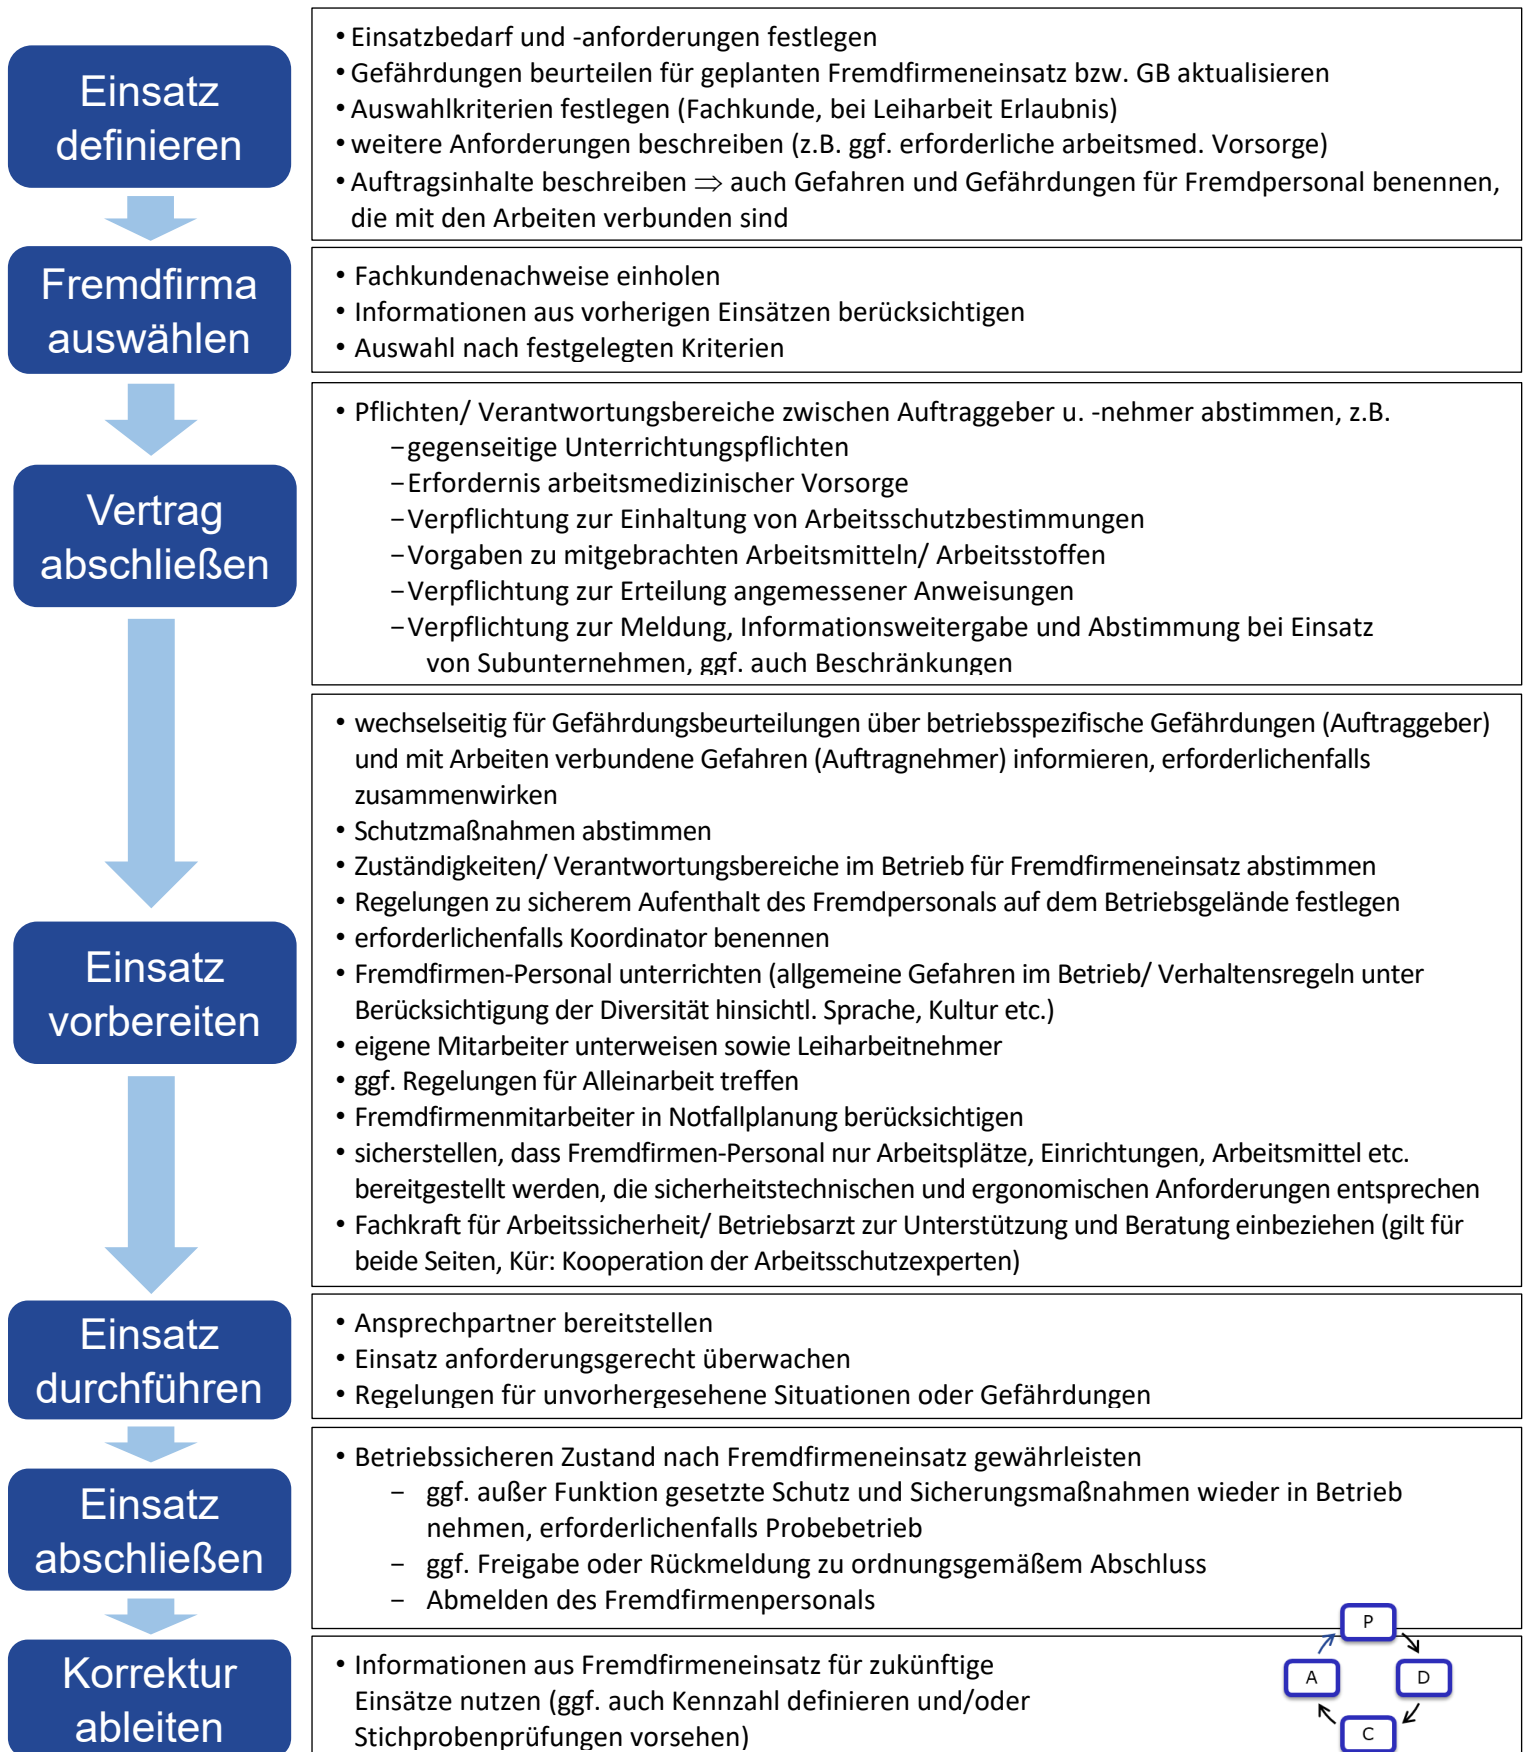 Einsatz
definieren
• Einsatzbedarf und -anforderungen festlegen
• Gefährdungen beurteilen für geplanten Fremdfirmeneinsatz bzw. GB aktualisieren
• Auswahlkriterien festlegen (Fachkunde, bei Leiharbeit Erlaubnis)
• weitere Anforderungen beschreiben (z.B. ggf. erforderliche arbeitsmed. Vorsorge)
• Auftragsinhalte beschreiben ⇒ auch Gefahren und Gefährdungen für Fremdpersonal benennen,
die mit den Arbeiten verbunden sind
Fremdfirma
auswählen
• Fachkundenachweise einholen
• Informationen aus vorherigen Einsätzen berücksichtigen
• Auswahl nach festgelegten Kriterien
Vertrag
abschließen
• Pflichten/ Verantwortungsbereiche zwischen Auftraggeber u. -nehmer abstimmen, z.B.
–gegenseitige Unterrichtungspflichten
–Erfordernis arbeitsmedizinischer Vorsorge
–Verpflichtung zur Einhaltung von Arbeitsschutzbestimmungen
–Vorgaben zu mitgebrachten Arbeitsmitteln/ Arbeitsstoffen
–Verpflichtung zur Erteilung angemessener Anweisungen
–Verpflichtung zur Meldung, Informationsweitergabe und Abstimmung bei Einsatz
von Subunternehmen, ggf. auch Beschränkungen
Einsatz
vorbereiten
• wechselseitig für Gefährdungsbeurteilungen über betriebsspezifische Gefährdungen (Auftraggeber)
und mit Arbeiten verbundene Gefahren (Auftragnehmer) informieren, erforderlichenfalls
zusammenwirken
• Schutzmaßnahmen abstimmen
• Zuständigkeiten/ Verantwortungsbereiche im Betrieb für Fremdfirmeneinsatz abstimmen
• Regelungen zu sicherem Aufenthalt des Fremdpersonals auf dem Betriebsgelände festlegen
• erforderlichenfalls Koordinator benennen
• Fremdfirmen-Personal unterrichten (allgemeine Gefahren im Betrieb/ Verhaltensregeln unter
Berücksichtigung der Diversität hinsichtl. Sprache, Kultur etc.)
• eigene Mitarbeiter unterweisen sowie Leiharbeitnehmer
• ggf. Regelungen für Alleinarbeit treffen
• Fremdfirmenmitarbeiter in Notfallplanung berücksichtigen
• sicherstellen, dass Fremdfirmen-Personal nur Arbeitsplätze, Einrichtungen, Arbeitsmittel etc.
bereitgestellt werden, die sicherheitstechnischen und ergonomischen Anforderungen entsprechen
• Fachkraft für Arbeitssicherheit/ Betriebsarzt zur Unterstützung und Beratung einbeziehen (gilt für
beide Seiten, Kür: Kooperation der Arbeitsschutzexperten)
Einsatz
durchführen
• Ansprechpartner bereitstellen
• Einsatz anforderungsgerecht überwachen
• Regelungen für unvorhergesehene Situationen oder Gefährdungen
Einsatz
abschließen
• Betriebssicheren Zustand nach Fremdfirmeneinsatz gewährleisten
– ggf. außer Funktion gesetzte Schutz und Sicherungsmaßnahmen wieder in Betrieb
nehmen, erforderlichenfalls Probebetrieb
– ggf. Freigabe oder Rückmeldung zu ordnungsgemäßem Abschluss
– Abmelden des Fremdfirmenpersonals
Korrektur
ableiten
• Informationen aus Fremdfirmeneinsatz für zukünftige
Einsätze nutzen (ggf. auch Kennzahl definieren und/oder
Stichprobenprüfungen vorsehen)
P
D
C
A